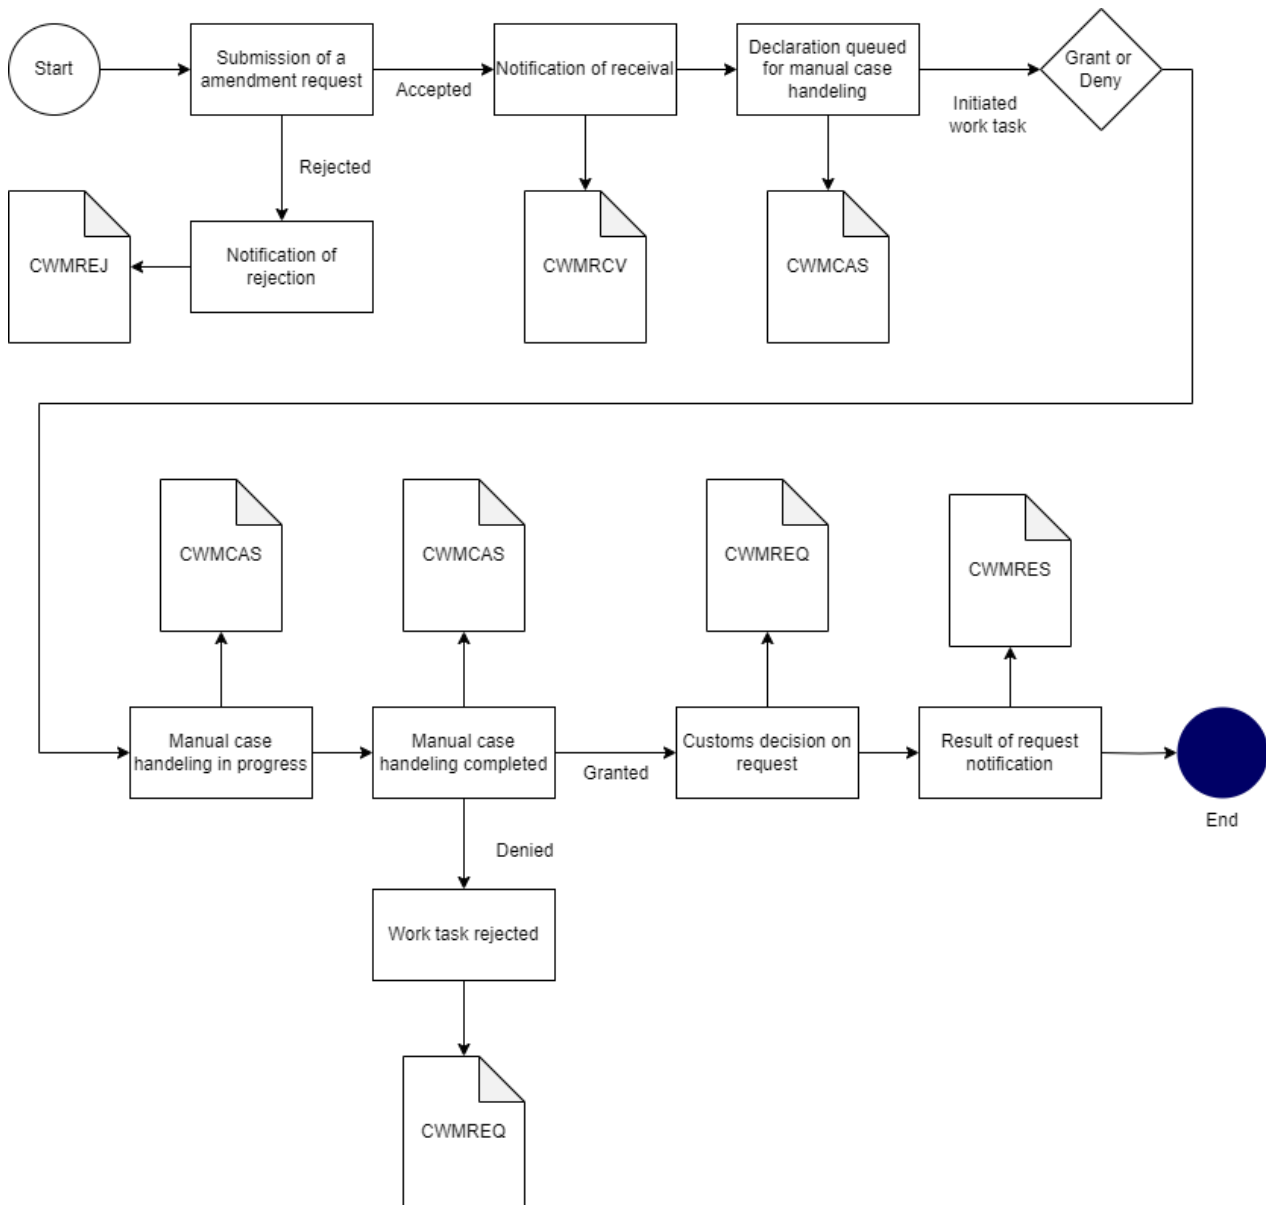 Start
Submission of a
amendment request
Accepted
Notification of receival
Declaration queued
for manual case
handeling
Initiated
work task
Grant or
Deny
Rejected
CWMREJ
Notification of
rejection
CWMRCV
CWMCAS
CWMCAS
CWMCAS
CWMREQ
CWMRES
Manual case
handeling in progress
Manual case
handeling completed
Granted
Customs decision on
request
Result of request
notification
End
Denied
Work task rejected
CWMREQ